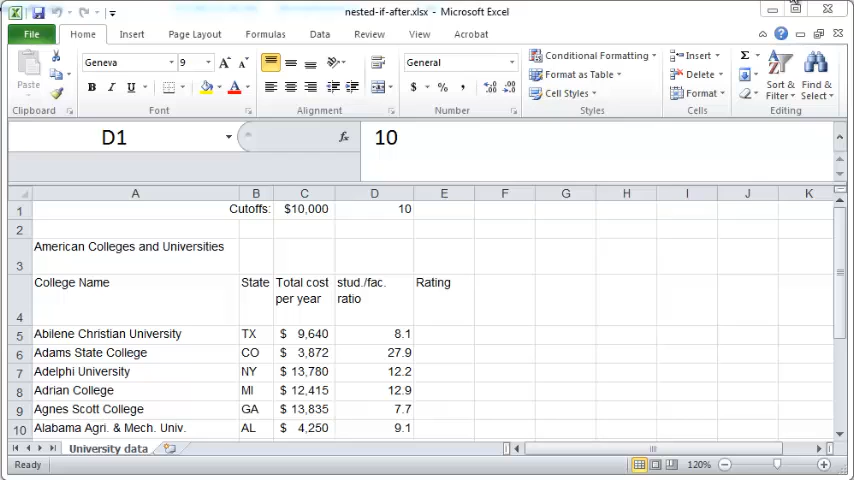 nested-if-after.xlsx - Microsoft Excel
File Home Insert Page Layout Formulas Data Review View Acrobat
Paste Geneva 9 A A General Conditional Formatting Insert Σ
B I U A $ % , Format as Table Delete Sort & Find &
Cell Styles Format Filter Select
Clipboard Font Alignment Number Styles Cells Editing
D1 fx 10
A B C D E F G H I J K
1 Cutoffs: $10,000 10
2
3 American Colleges and Universities
4 College Name State Total cost per year stud./fac. ratio Rating
5 Abilene Christian University TX $ 9,640 8.1
6 Adams State College CO $ 3,872 27.9
7 Adelphi University NY $ 13,780 12.2
8 Adrian College MI $ 12,415 12.9
9 Agnes Scott College GA $ 13,835 7.7
10 Alabama Agri. & Mech. Univ. AL $ 4,250 9.1
University data
Ready 120%